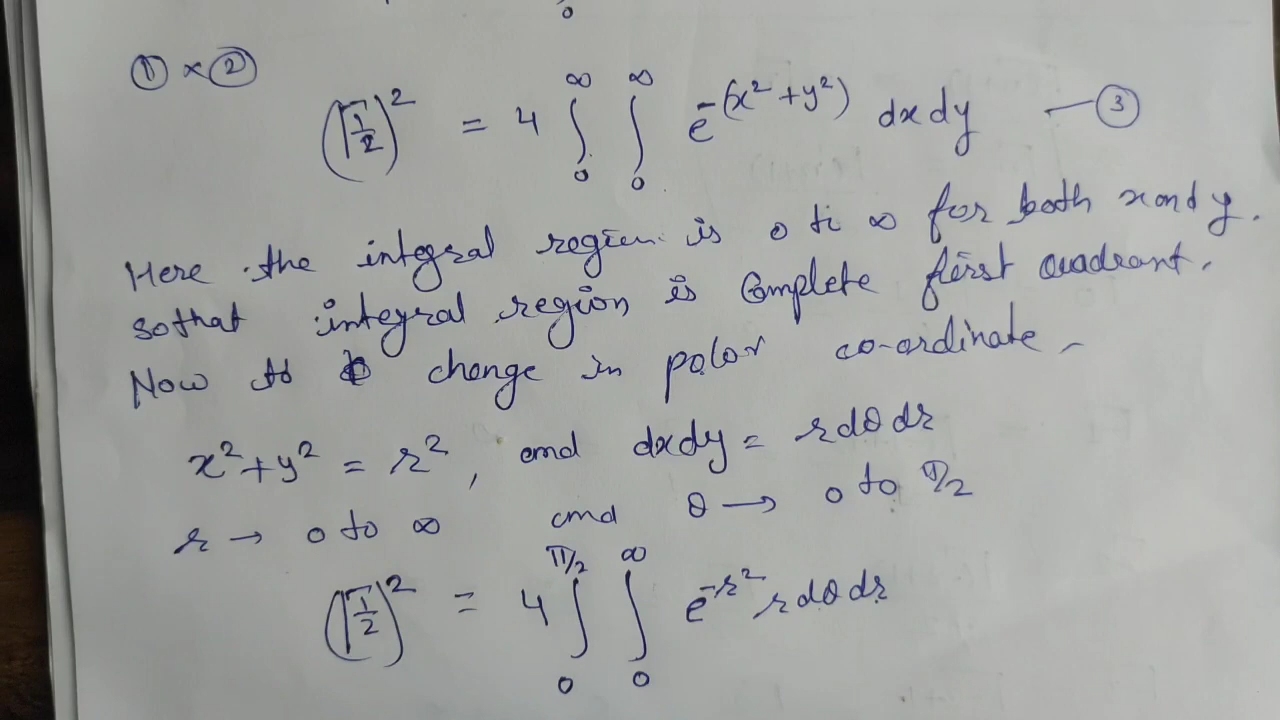 0
① × ②
(Γ1/2)² = 4 ∫₀^∞ ∫₀^∞ e^-(x²+y²) dxdy — ③
Here the integral region is 0 to ∞ for both x and y.
so that integral region is Complete first quadrant.
Now to change in polar co-ordinate -
x²+y² = r², and dxdy = r dθ dr
r → 0 to ∞ and θ → 0 to π/2
(Γ1/2)² = 4 ∫₀^π/2 ∫₀^∞ e^-r² r dθ dr